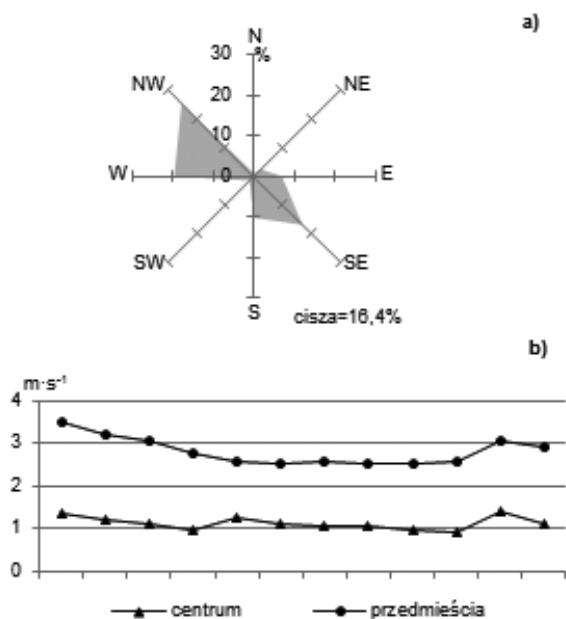 a)
N
%
30
20
10
0
NW
NE
W
E
SW
SE
S
cisza=16,4%
b)
m·s⁻¹
4
3
2
1
0
centrum
przedmieścia